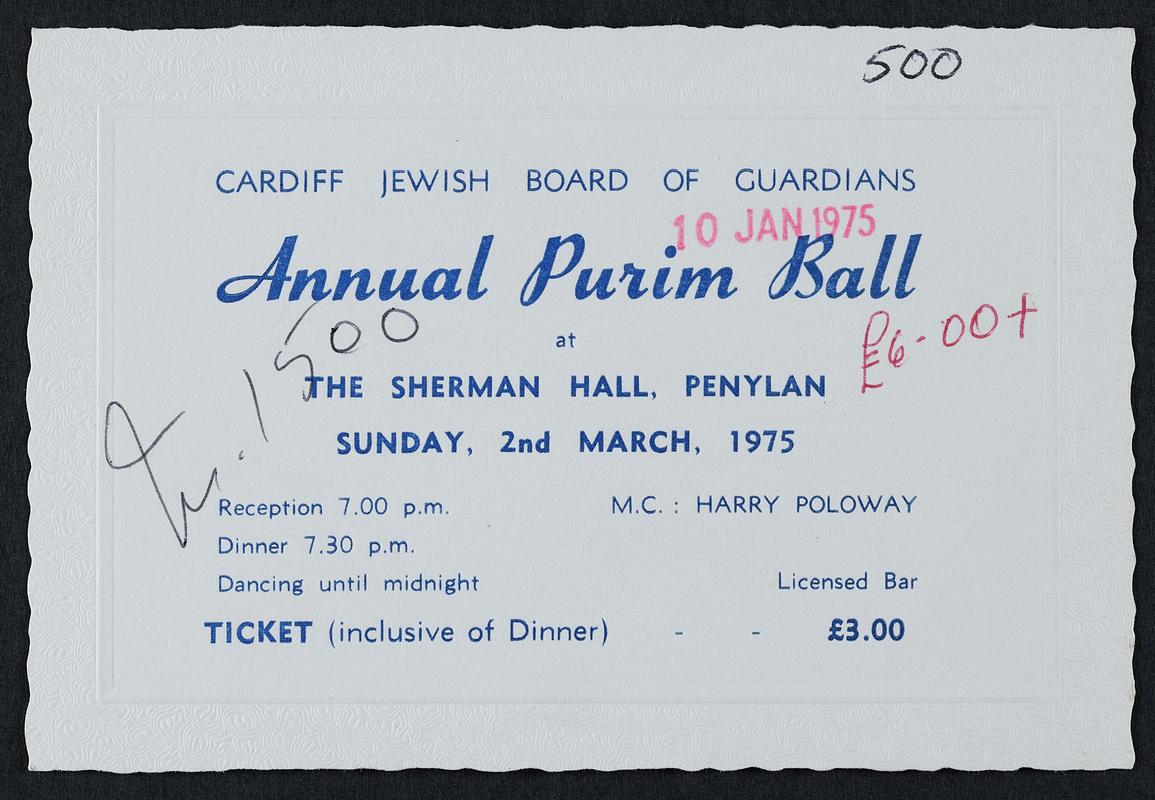 500
CARDIFF JEWISH BOARD OF GUARDIANS
10 JAN 1975
Annual Purim Ball
500
at
£6-00+
THE SHERMAN HALL, PENYLAN
SUNDAY, 2nd MARCH, 1975
Reception 7.00 p.m. M.C. : HARRY POLOWAY
Dinner 7.30 p.m.
Dancing until midnight Licensed Bar
TICKET (inclusive of Dinner) - - £3.00